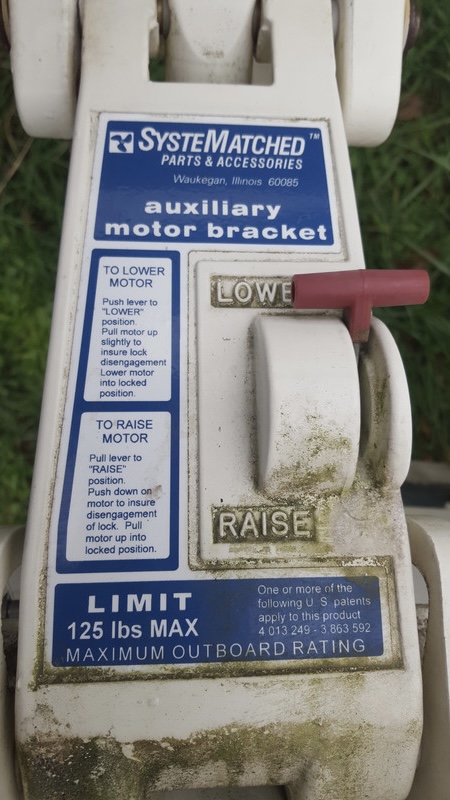 SYSTEMATCHED™
PARTS & ACCESSORIES
Waukegan, Illinois 60085
auxiliary
motor bracket
TO LOWER
MOTOR
Push lever to
"LOWER"
position.
Pull motor up
slightly to
insure lock
disengagement
Lower motor
into locked
position.
TO RAISE
MOTOR
Pull lever to
"RAISE"
position.
Push down on
motor to insure
disengagement
of lock. Pull
motor up into
locked position.
LOWE
RAISE
LIMIT
125 lbs MAX
MAXIMUM OUTBOARD RATING
One or more of the
following U S patents
apply to this product
4 013 249 - 3 863 592